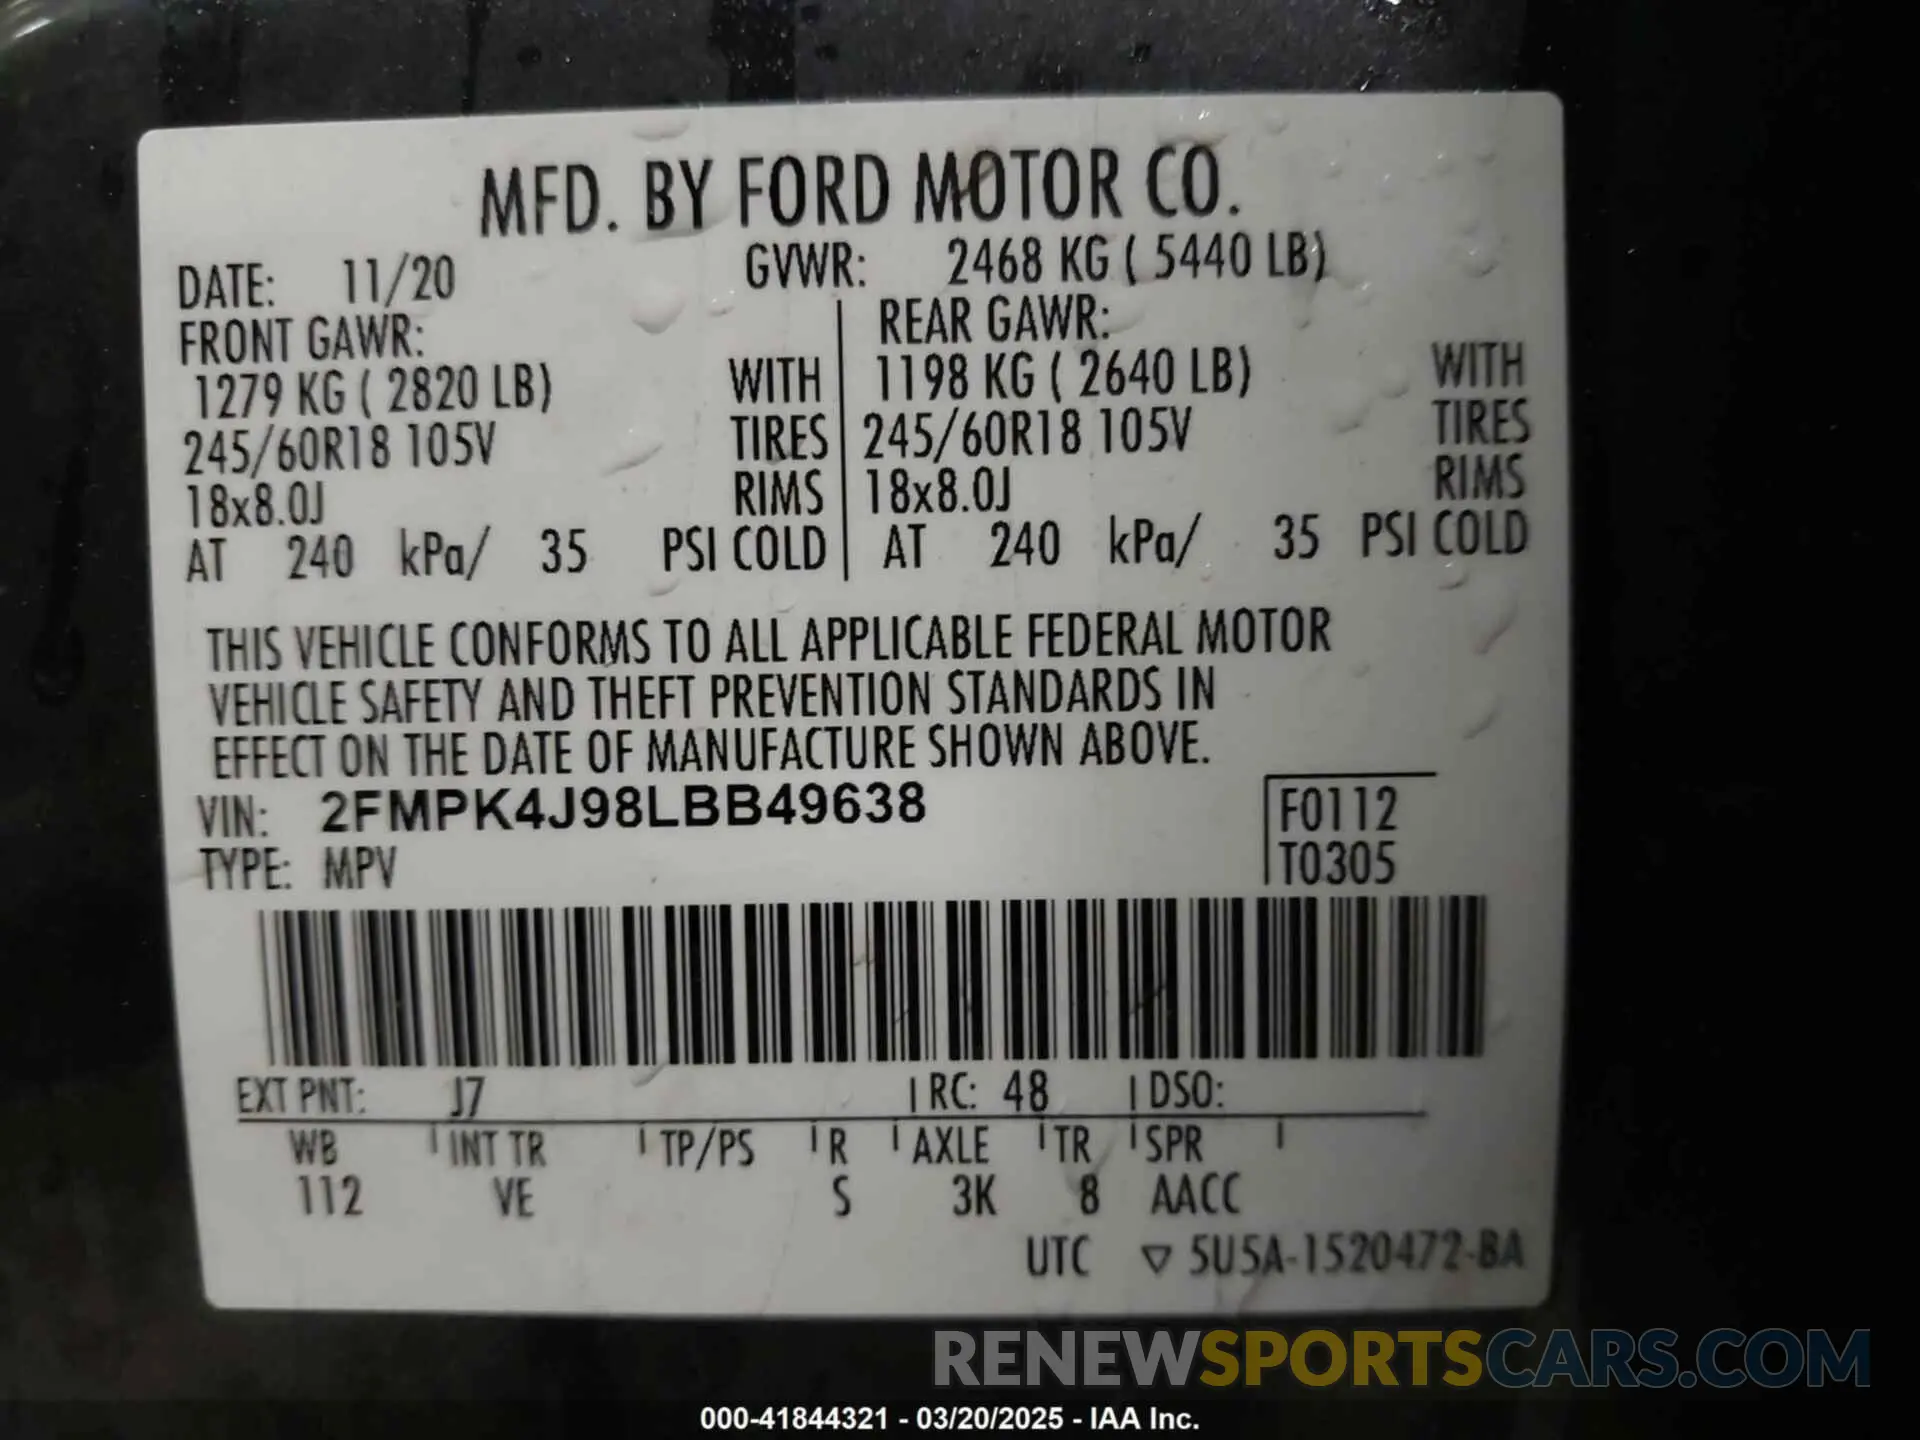 MFD. BY FORD MOTOR CO.
DATE: 11/20 GVWR: 2468 KG ( 5440 LB)
FRONT GAWR: REAR GAWR:
1279 KG ( 2820 LB) WITH 1198 KG ( 2640 LB) WITH
245/60R18 105V TIRES 245/60R18 105V TIRES
18x8.0J RIMS 18x8.0J RIMS
AT 240 kPa/ 35 PSI COLD AT 240 kPa/ 35 PSI COLD
THIS VEHICLE CONFORMS TO ALL APPLICABLE FEDERAL MOTOR
VEHICLE SAFETY AND THEFT PREVENTION STANDARDS IN
EFFECT ON THE DATE OF MANUFACTURE SHOWN ABOVE.
VIN: 2FMPK4J98LBB49638 F0112
TYPE: MPV T0305
EXT PNT: J7 RC: 48 DSO:
WB INT TR TP/PS R AXLE TR SPR
112 VE S 3K 8 AACC
UTC ▽ 5U5A-1520472-BA
RENEWSPORTSCARS.COM
000-41844321 - 03/20/2025 - IAA Inc.